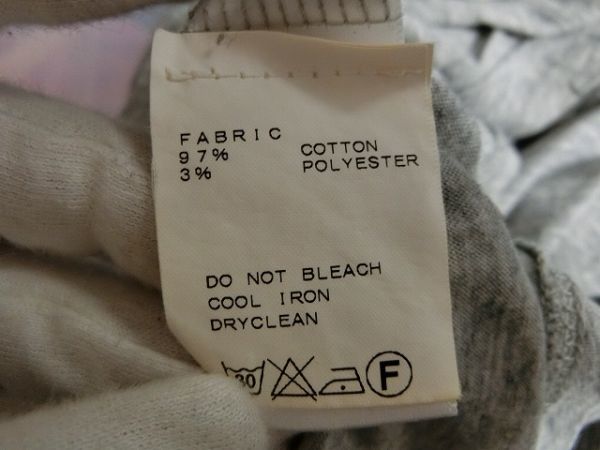 FABRIC
97% COTTON
3% POLYESTER
DO NOT BLEACH
COOL IRON
DRYCLEAN
30 F